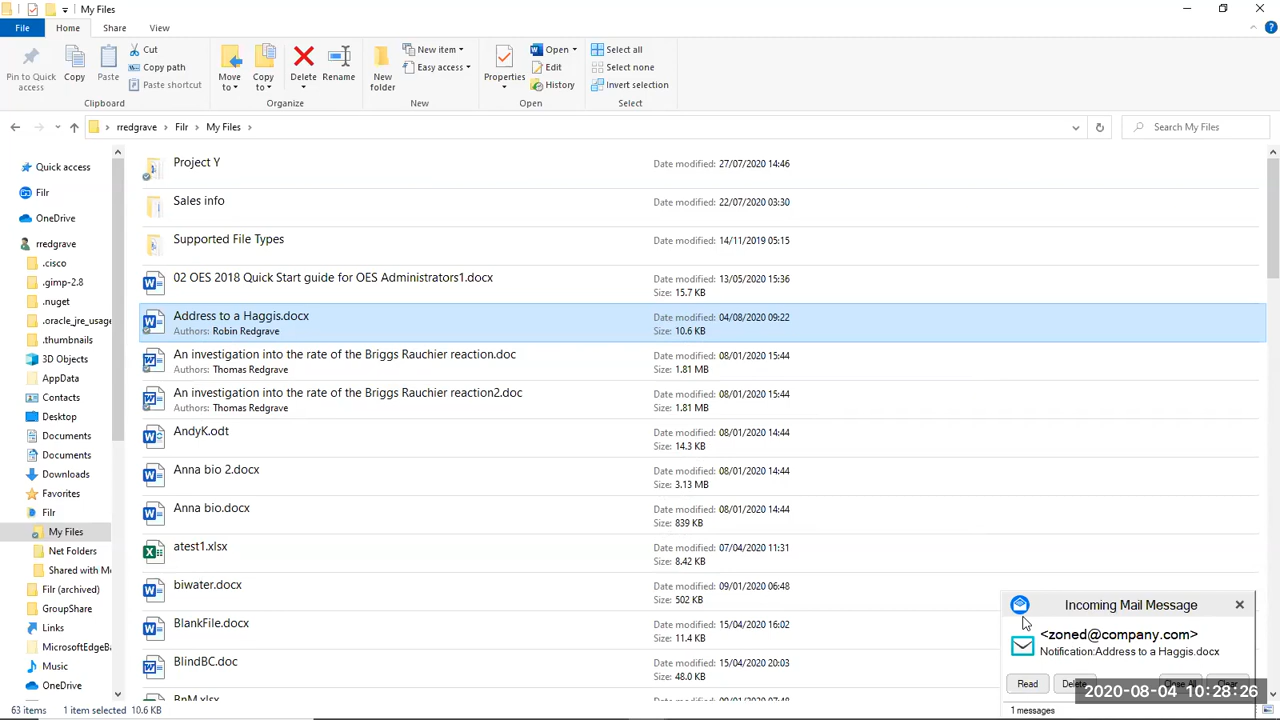 My Files
File Home Share View
Pin to Quick access
Copy
Paste
Cut
Copy path
Paste shortcut
Clipboard
Move to
Copy to
Delete
Rename
Organize
New folder
New item
Easy access
New
Properties
Open
Edit
History
Open
Select all
Select none
Invert selection
Select
rredgrave > Filr > My Files >
Search My Files
Quick access
Filr
OneDrive
rredgrave
.cisco
.gimp-2.8
.nuget
.oracle_jre_usage
.thumbnails
3D Objects
AppData
Contacts
Desktop
Documents
Documents
Downloads
Favorites
Filr
My Files
Net Folders
Shared with Me
Filr (archived)
GroupShare
Links
MicrosoftEdgeB
Music
OneDrive
Project Y Date modified: 27/07/2020 14:46
Sales info Date modified: 22/07/2020 03:30
Supported File Types Date modified: 14/11/2019 05:15
02 OES 2018 Quick Start guide for OES Administrators1.docx Date modified: 13/05/2020 15:36
Size: 15.7 KB
Address to a Haggis.docx Date modified: 04/08/2020 09:22
Authors: Robin Redgrave Size: 10.6 KB
An investigation into the rate of the Briggs Rauchier reaction.doc Date modified: 08/01/2020 15:44
Authors: Thomas Redgrave Size: 1.81 MB
An investigation into the rate of the Briggs Rauchier reaction2.doc Date modified: 08/01/2020 15:44
Authors: Thomas Redgrave Size: 1.81 MB
AndyK.odt Date modified: 08/01/2020 14:44
Size: 14.3 KB
Anna bio 2.docx Date modified: 08/01/2020 14:44
Size: 3.13 MB
Anna bio.docx Date modified: 08/01/2020 14:44
Size: 839 KB
atest1.xlsx Date modified: 07/04/2020 11:31
Size: 8.42 KB
biwater.docx Date modified: 09/01/2020 06:48
Size: 502 KB
BlankFile.docx Date modified: 15/04/2020 16:02
Size: 11.4 KB
BlindBC.doc Date modified: 15/04/2020 20:03
Size: 48.0 KB
BnM.xlsx
Incoming Mail Message
<zoned@company.com>
Notification:Address to a Haggis.docx
Read Delete Close All Clear
1 messages
2020-08-04 10:28:26
63 items 1 item selected 10.6 KB